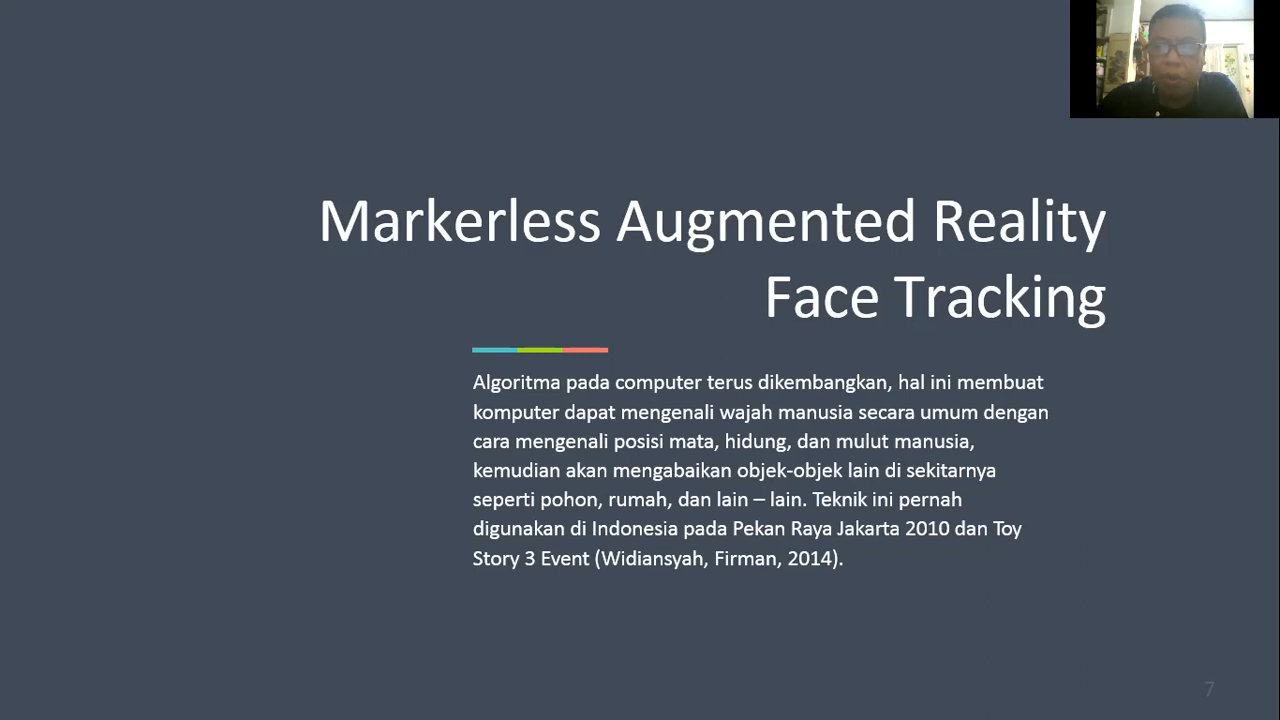 Markerless Augmented Reality
Face Tracking
Algoritma pada computer terus dikembangkan, hal ini membuat
komputer dapat mengenali wajah manusia secara umum dengan
cara mengenali posisi mata, hidung, dan mulut manusia,
kemudian akan mengabaikan objek-objek lain di sekitarnya
seperti pohon, rumah, dan lain – lain. Teknik ini pernah
digunakan di Indonesia pada Pekan Raya Jakarta 2010 dan Toy
Story 3 Event (Widiansyah, Firman, 2014).
7